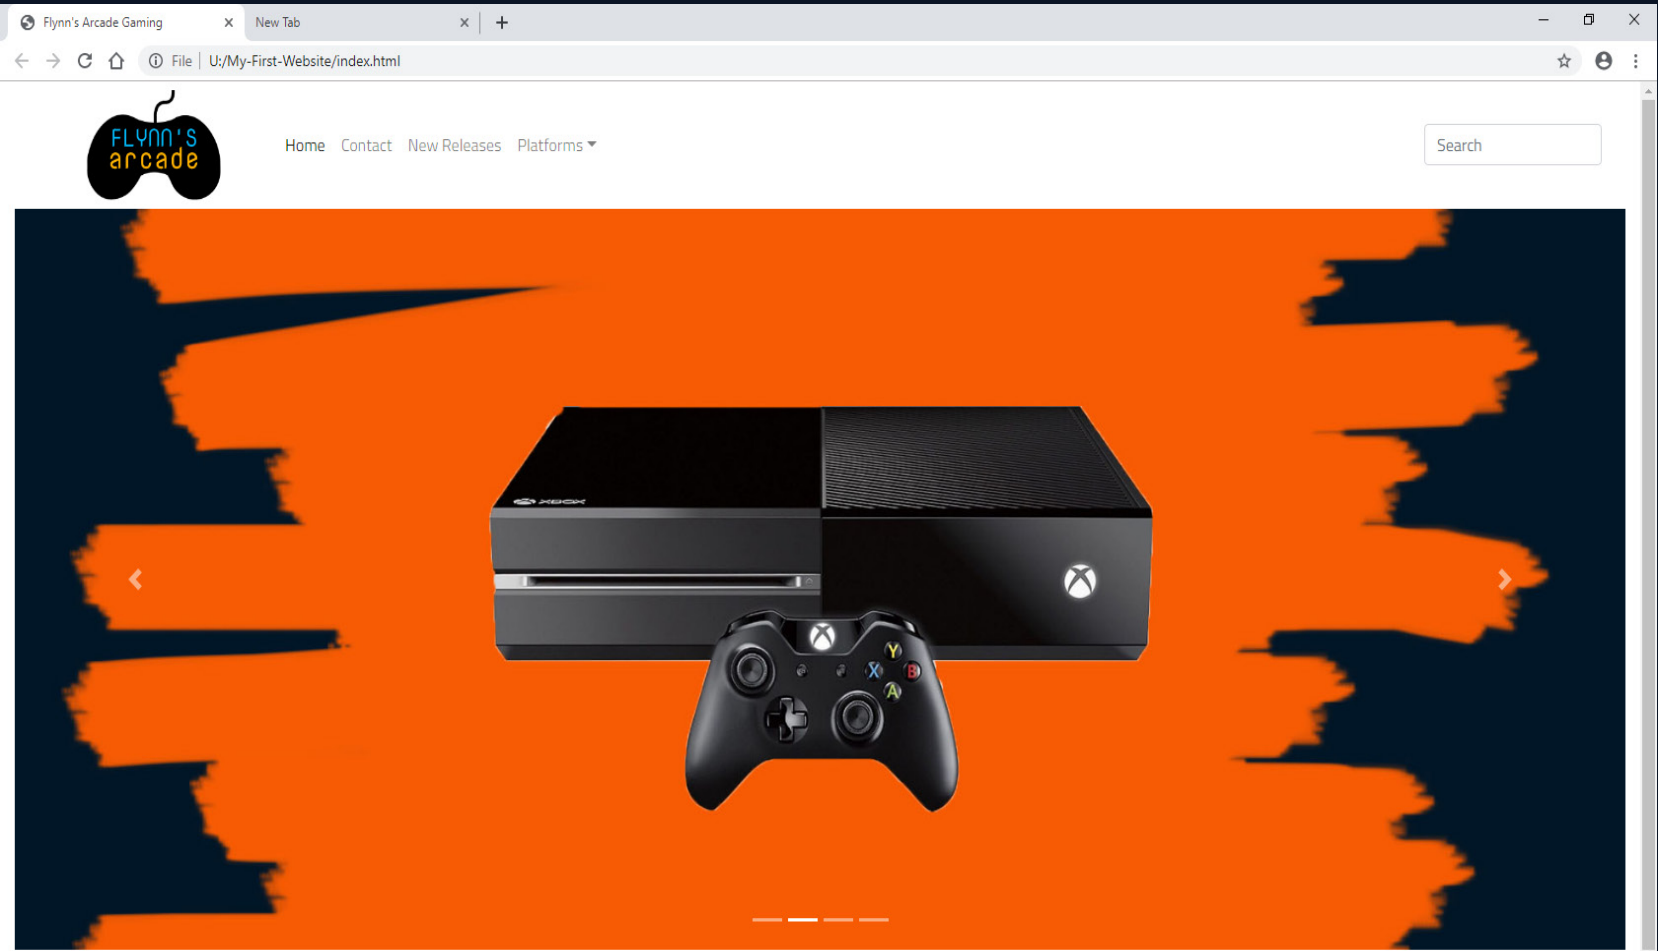 Flynn's Arcade Gaming
New Tab
File
U:/My-First-Website/index.html
FLYNN'S
arcade
Home
Contact
New Releases
Platforms
Search
XBOX
Y
X
B
A